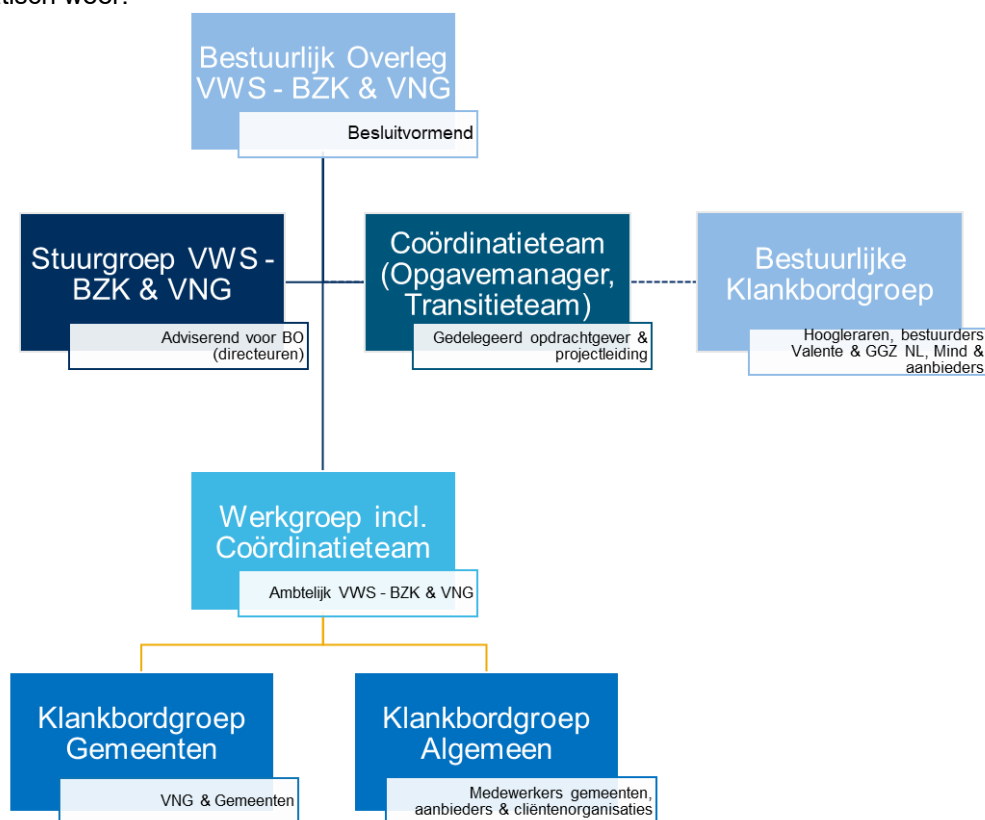 Bestuurlijk Overleg
VWS - BZK & VNG
Besluitvormend
Stuurgroep VWS -
BZK & VNG
Adviserend voor BO
(directeuren)
Coördinatieteam
(Opgavemanager,
Transitieteam)
Gedelegeerd opdrachtgever &
projectleiding
Bestuurlijke
Klankbordgroep
Hoogleraren, bestuurders
Valente & GGZ NL, Mind &
aanbieders
Werkgroep incl.
Coördinatieteam
Ambtelijk VWS - BZK & VNG
Klankbordgroep
Gemeenten
VNG & Gemeenten
Klankbordgroep
Algemeen
Medewerkers gemeenten,
aanbieders & cliëntenorganisaties